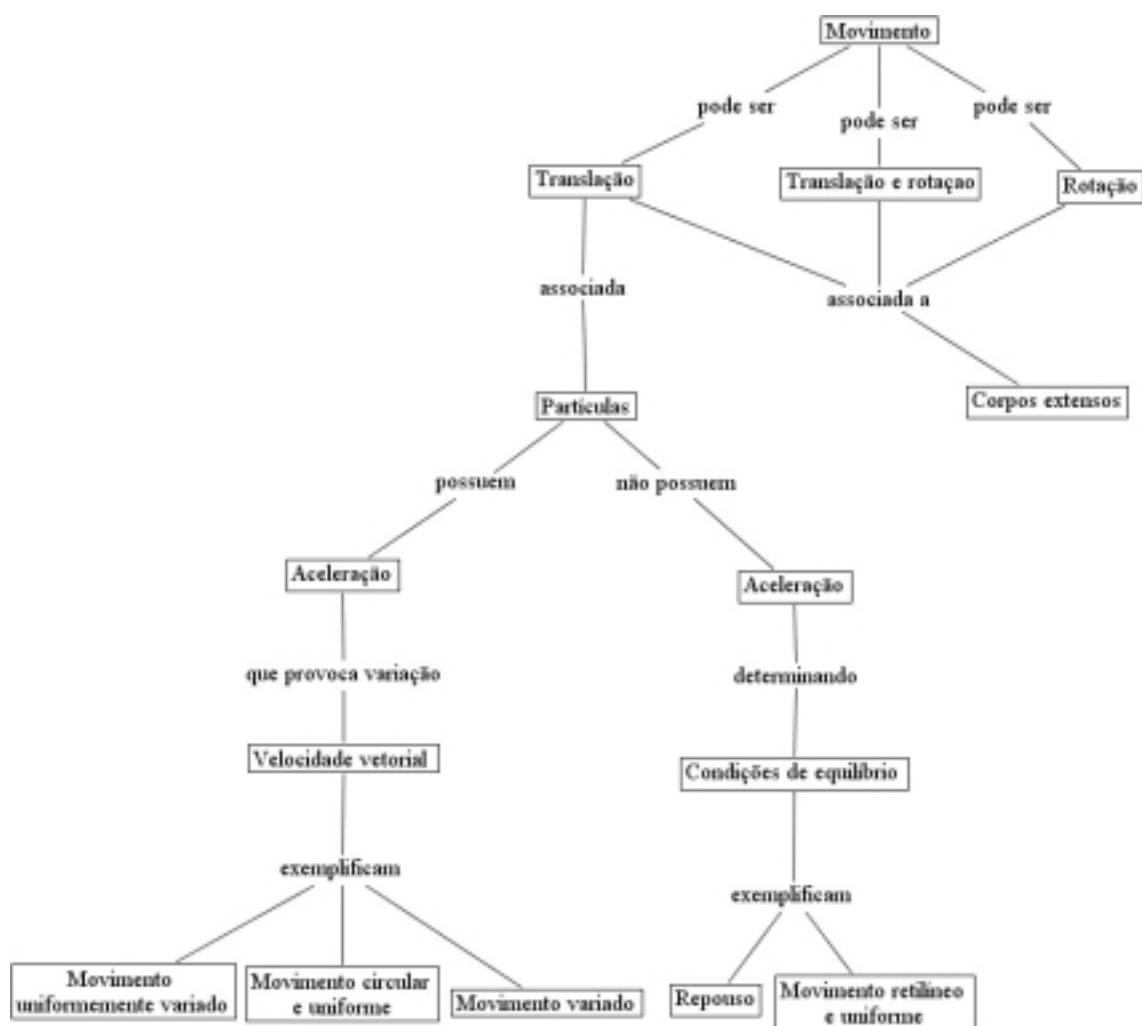 Movimento
pode ser
pode ser
pode ser
Translação
Translação e rotaçao
Rotação
associada
associada a
Partículas
Corpos extensos
possuem
não possuem
Aceleração
Aceleração
que provoca variação
determinando
Velocidade vetorial
Condições de equilíbrio
exemplificam
exemplificam
Movimento
uniformemente variado
Movimento circular
e uniforme
Movimento variado
Repouso
Movimento retilíneo
e uniforme